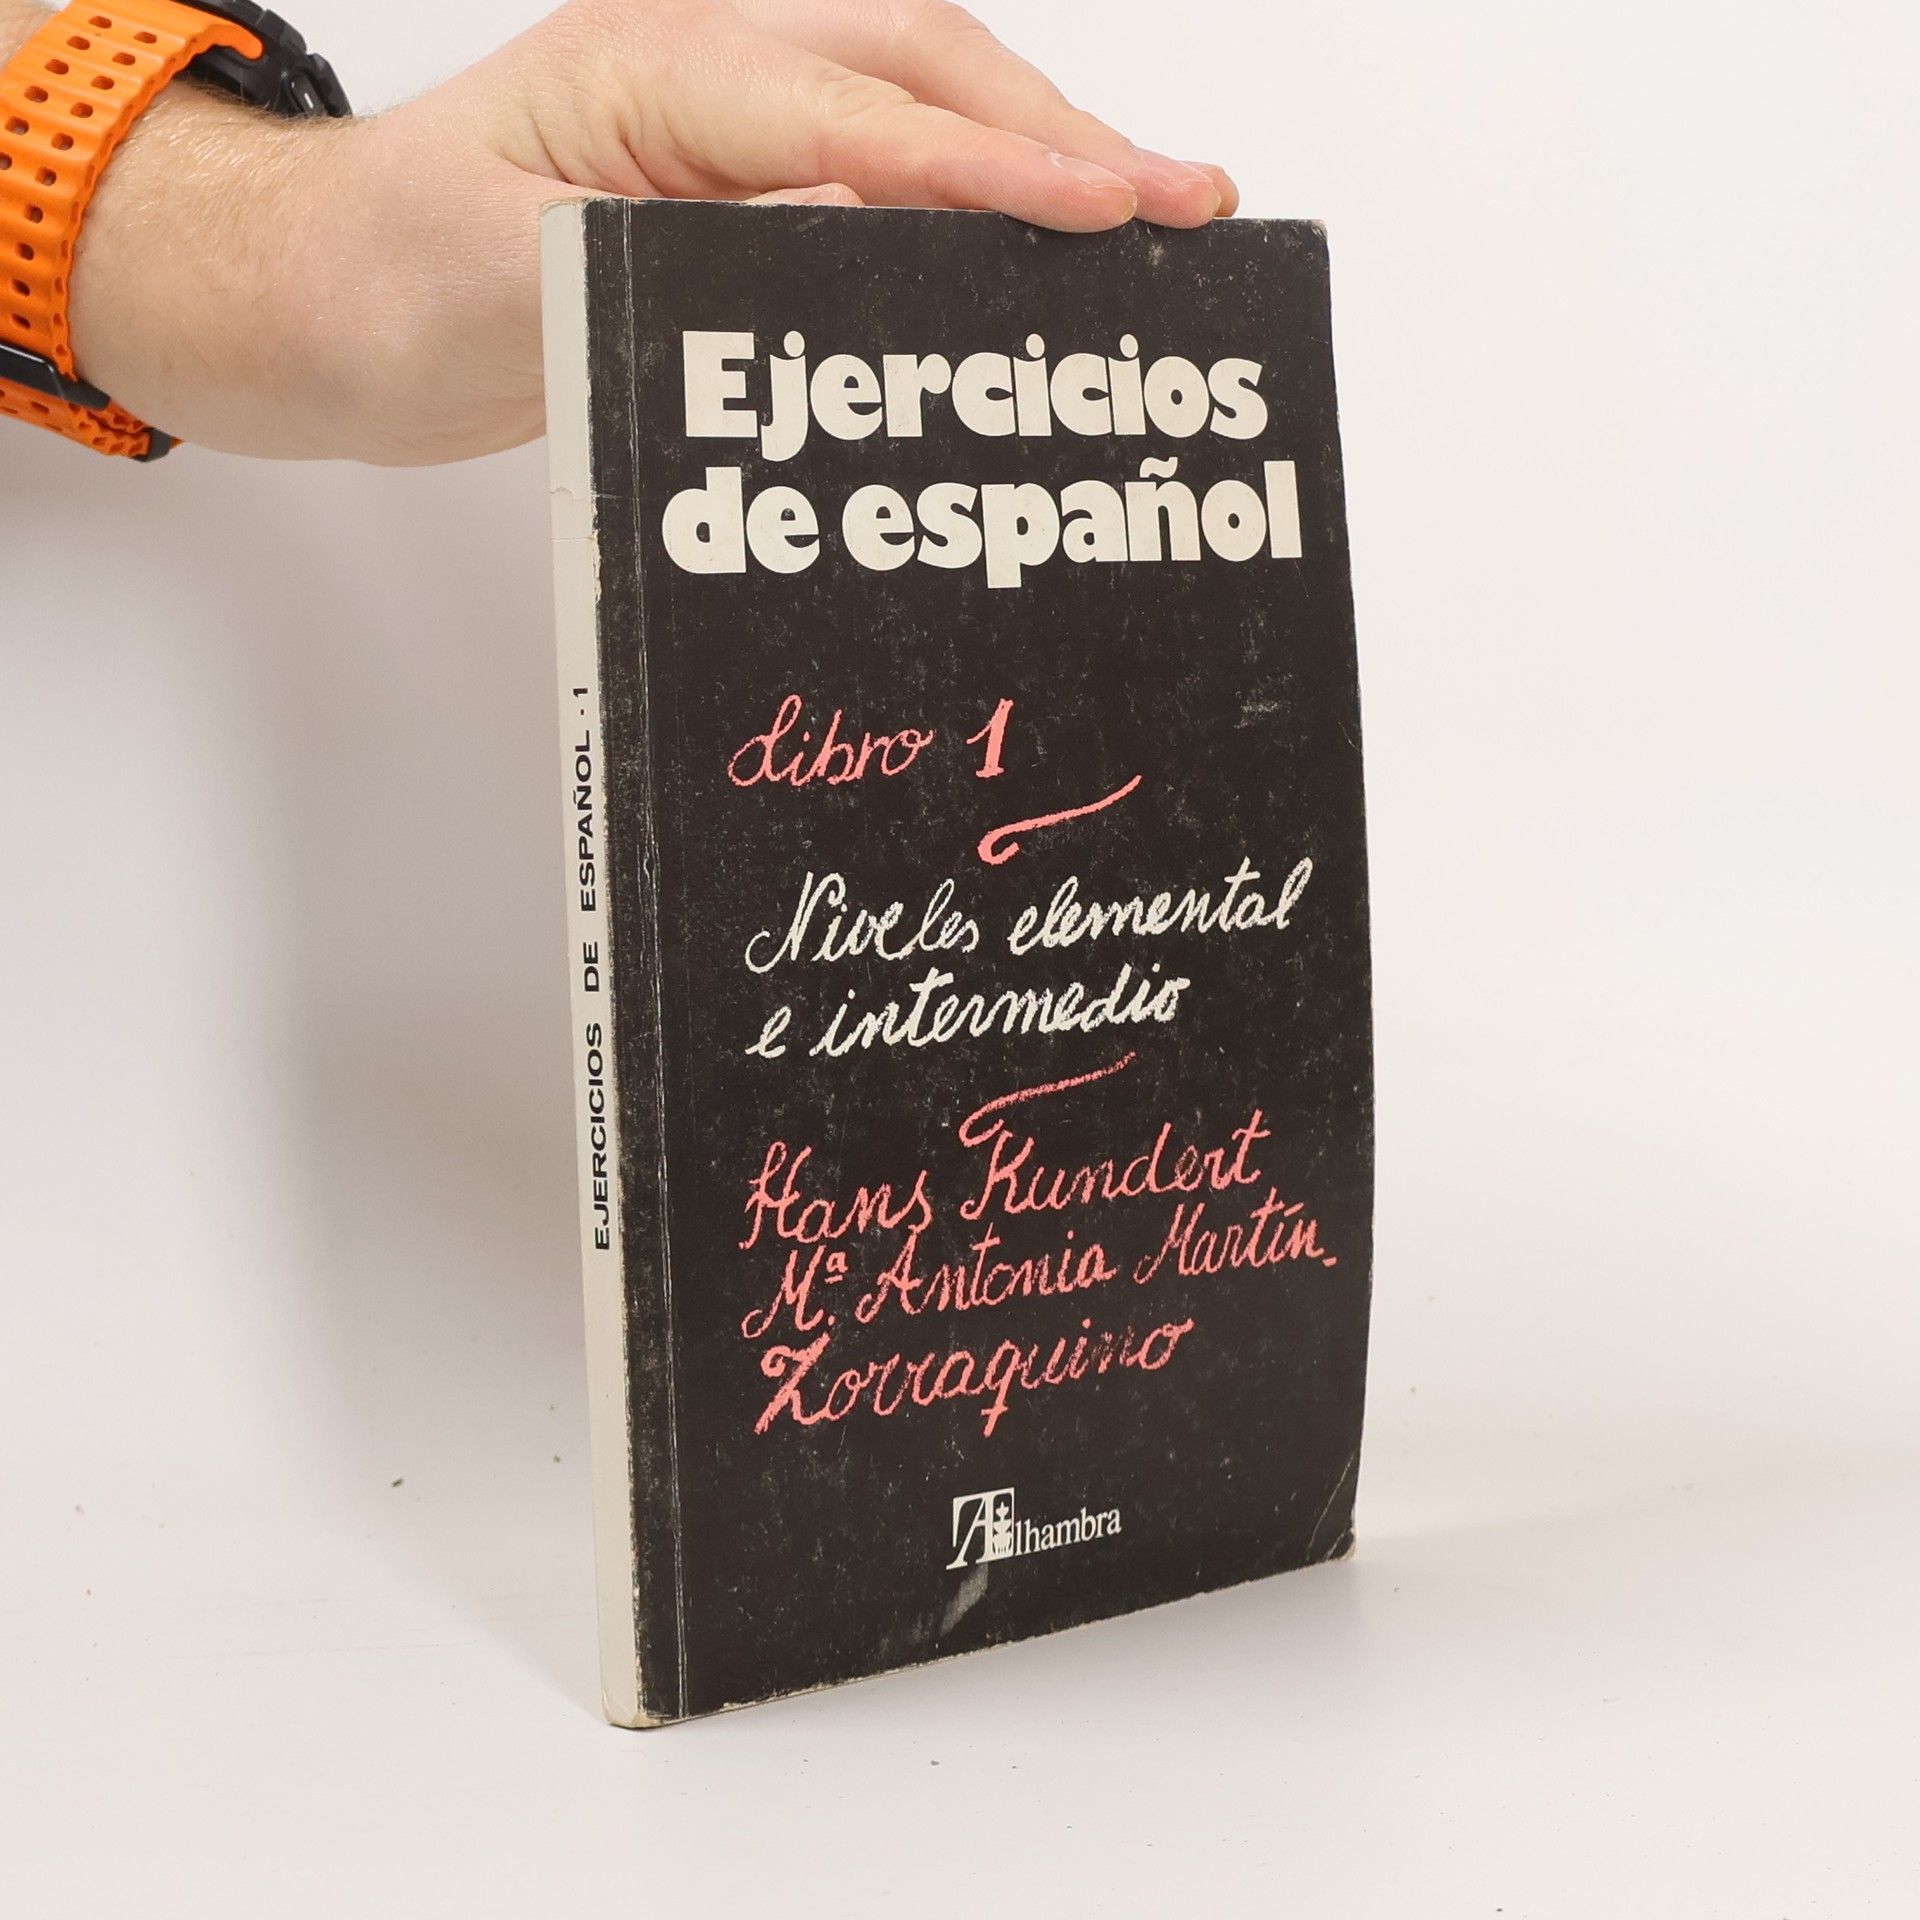 Ejercicios
de español
Libro 1
Niveles elemental
e intermedio
Hans Kundert
Mª Antonia Martín-
Zorraquino
Alhambra
EJERCICIOS DE ESPAÑOL · 1